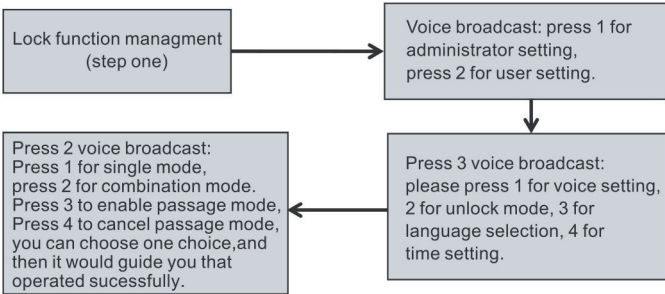 Lock function managment
(step one)
Voice broadcast: press 1 for
administrator setting,
press 2 for user setting.
Press 3 voice broadcast:
please press 1 for voice setting,
2 for unlock mode, 3 for
language selection, 4 for
time setting.
Press 2 voice broadcast:
Press 1 for single mode,
press 2 for combination mode.
Press 3 to enable passage mode,
Press 4 to cancel passage mode,
you can choose one choice,and
then it would guide you that
operated sucessfully.